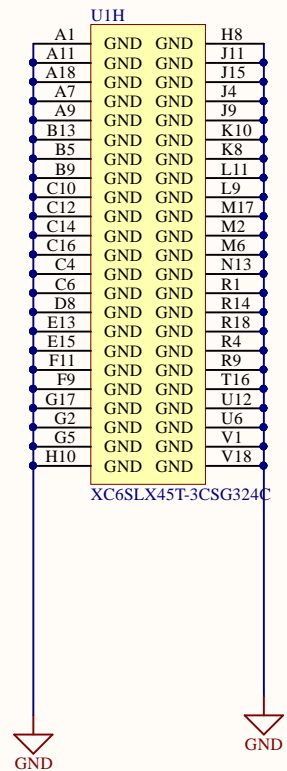 U1H
A1 GND GND H8
A11 GND GND J11
A18 GND GND J15
A7 GND GND J4
A9 GND GND J9
B13 GND GND K10
B5 GND GND K8
B9 GND GND L11
C10 GND GND L9
C12 GND GND M17
C14 GND GND M2
C16 GND GND M6
C4 GND GND N13
C6 GND GND R1
D8 GND GND R14
E13 GND GND R18
E15 GND GND R4
F11 GND GND R9
F9 GND GND T16
G17 GND GND U12
G2 GND GND U6
G5 GND GND V1
H10 GND GND V18
XC6SLX45T-3CSG324C
GND GND